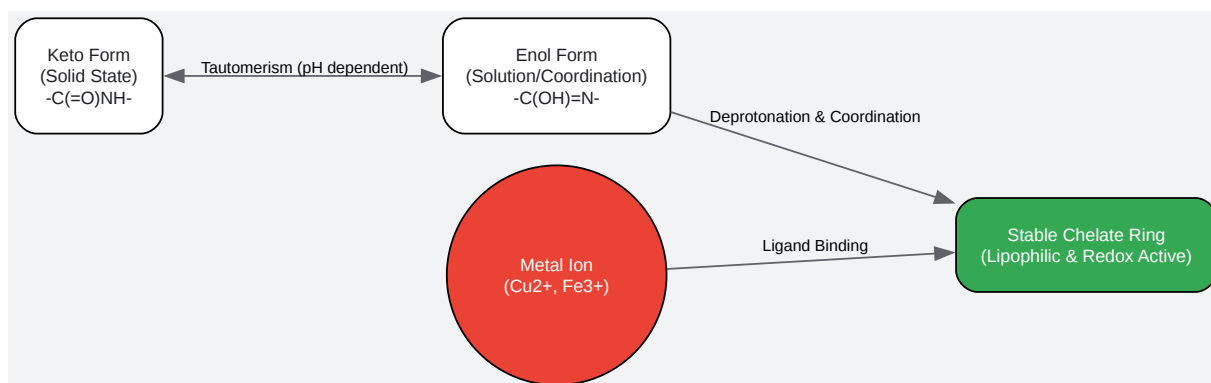 Keto Form
(Solid State)
-C(=O)NH-
Tautomerism (pH dependent)
Enol Form
(Solution/Coordination)
-C(OH)=N-
Deprotonation & Coordination
Metal Ion
(Cu2+, Fe3+)
Ligand Binding
Stable Chelate Ring
(Lipophilic & Redox Active)